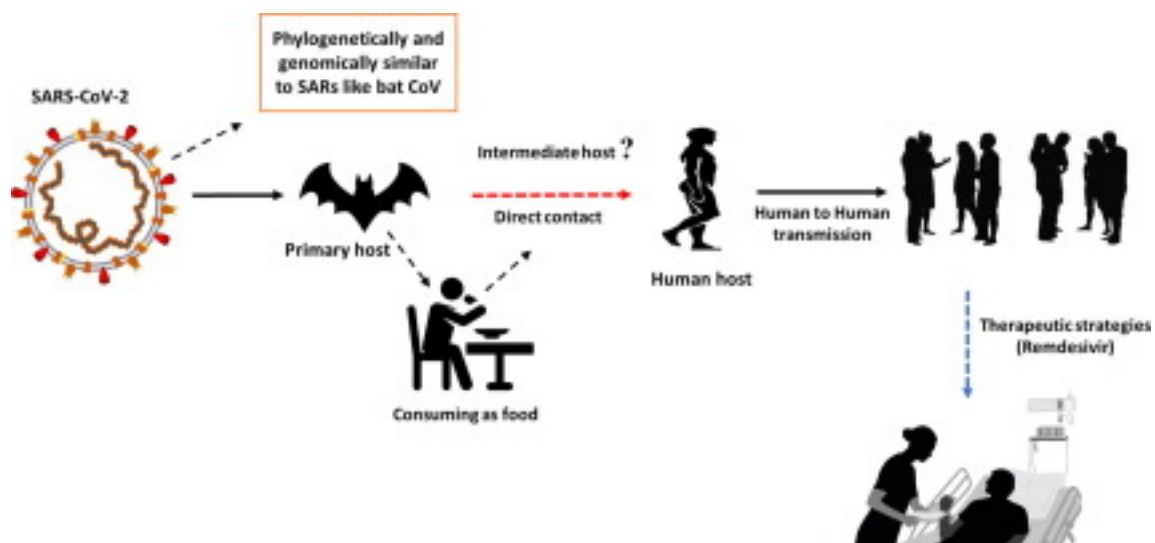 Phylogenetically and
genomically similar
to SARs like bat CoV
SARS-CoV-2
Intermediate host ?
Direct contact
Primary host
Human host
Human to Human
transmission
Consuming as food
Therapeutic strategies
(Remdesivir)